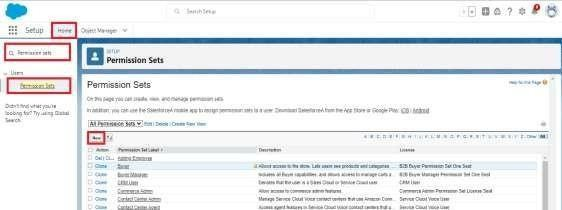 Search Setup
Setup
Home
Object Manager
Permission sets
Users
Permission Sets
Didn't find what you're
looking for? Try using Global
Search.
SETUP
Permission Sets
Permission Sets
Help for this Page
On this page you can create, view, and manage permission sets.
In addition, you can use the SalesforceA mobile app to assign permission sets to a user. Download SalesforceA from the App Store or Google Play: iOS | Android
All Permission Sets Edit | Delete | Create New View
New
A B C D E F G H I J K L M N O P Q R S T U V W X Y Z Other All
Action Permission Set Label Description License
Del | Cl... Adding Employee
Clone Buyer Allows access to the store. Lets users see products and categories B2B Buyer Permission Set One Seat
Clone Buyer Manager Includes all Buyer capabilities, and allows access to manage carts B2B Buyer Manager Permission Set One Seat
Clone CRM User Denotes that the user is a Sales Cloud or Service Cloud user. CRM User
Clone Commerce Admin Allow access to commerce admin features. Commerce Admin Permission Set License Seat
Clone Contact Center Admin Manage Service Cloud Voice contact centers that use Amazon Service Cloud Voice User
Clone Access agent features in Service Cloud Voice contact centers Service Cloud Voice User